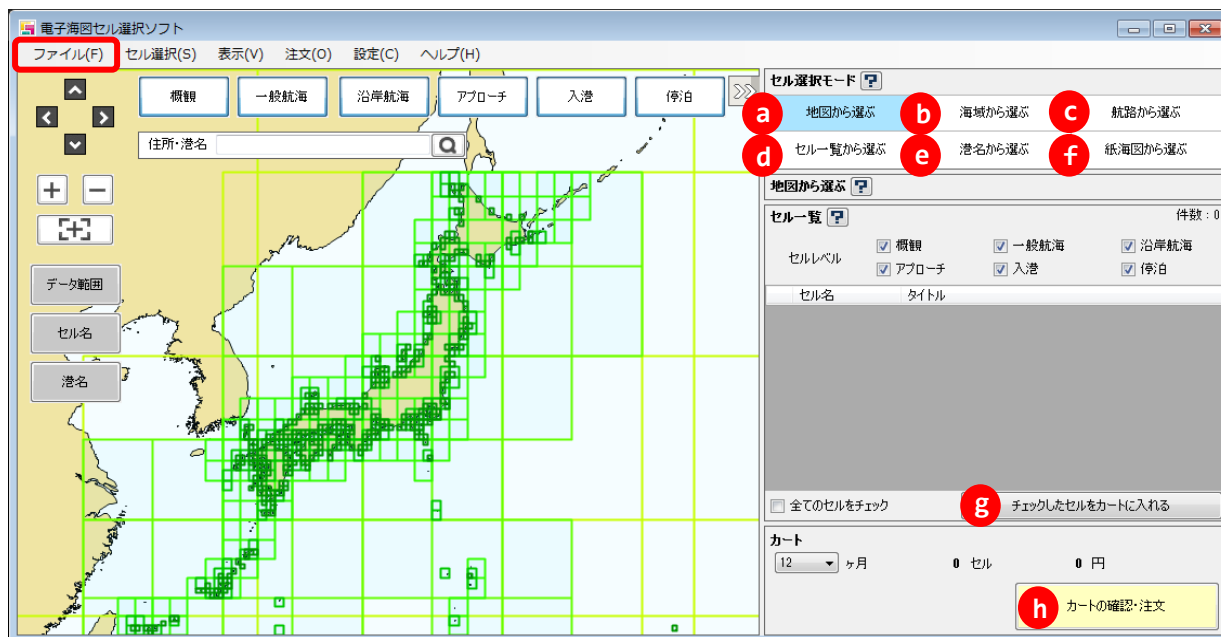 電子海図セル選択ソフト
ファイル(F) セル選択(S) 表示(V) 注文(O) 設定(C) ヘルプ(H)
概観 一般航海 沿岸航海 アプローチ 入港 停泊
住所・港名
データ範囲
セル名
港名
セル選択モード ?
a 地図から選ぶ b 海域から選ぶ c 航路から選ぶ
d セル一覧から選ぶ e 港名から選ぶ f 紙海図から選ぶ
地図から選ぶ ?
セル一覧 ? 件数:0
セルレベル
概観 一般航海 沿岸航海
アプローチ 入港 停泊
セル名 タイトル
全てのセルをチェック g チェックしたセルをカートに入れる
カート
12 ヶ月 0 セル 0 円
h カートの確認・注文